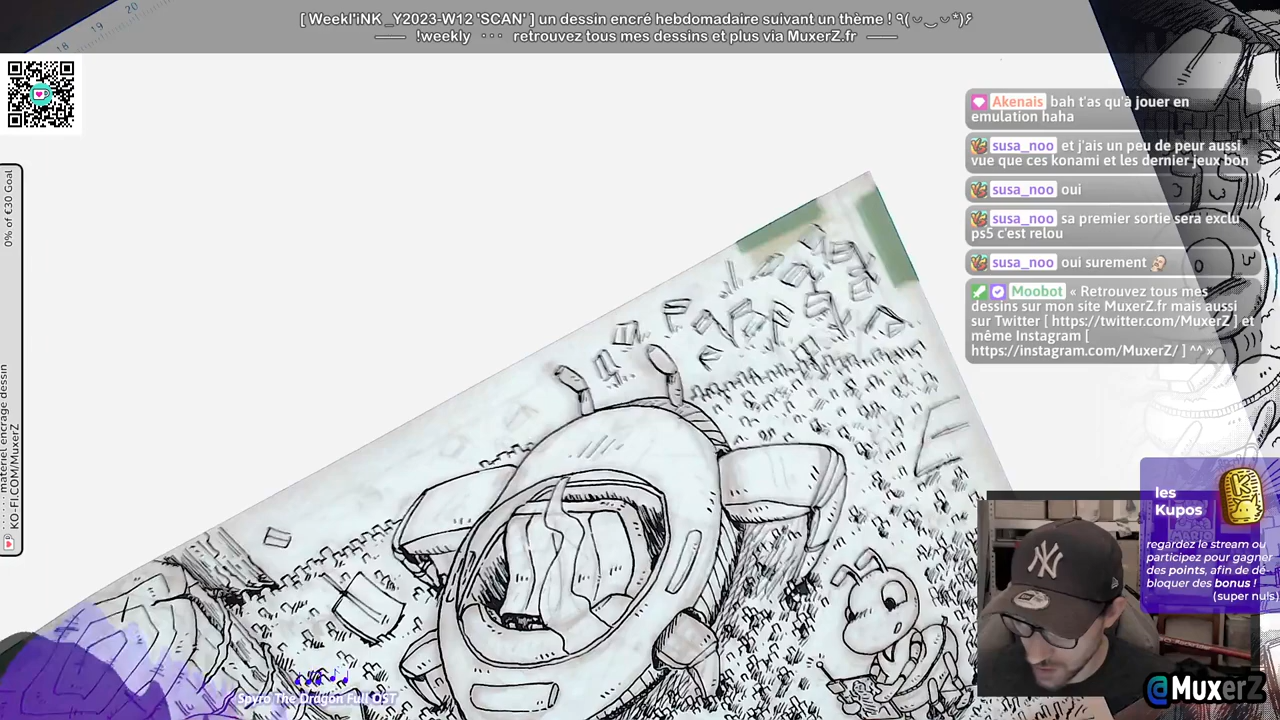 [ Weekl'iNK _Y2023-W12 'SCAN' ] un dessin encré hebdomadaire suivant un thème ! ٩(◡‿◡*)۶
—— !weekly ··· retrouvez tous mes dessins et plus via MuxerZ.fr ——
18 19 20
0% of €30 Goal
matériel encrage dessin
KO-FI.COM/MuxerZ
Akenais bah t'as qu'à jouer en
emulation haha
susa_noo et j'ais un peu de peur aussi
vue que ces konami et les dernier jeux bon
susa_noo oui
susa_noo sa premier sortie sera exclu
ps5 c'est relou
susa_noo oui surement
Moobot « Retrouvez tous mes
dessins sur mon site MuxerZ.fr mais aussi
sur Twitter [ https://twitter.com/MuxerZ ] et
même Instagram [
https://instagram.com/MuxerZ/ ] ^^ »
les
Kupos
regardez le stream ou
participez pour gagner
des points, afin de dé-
bloquer des bonus !
(super nuls)
Spyro The Dragon Full OST
@MuxerZ